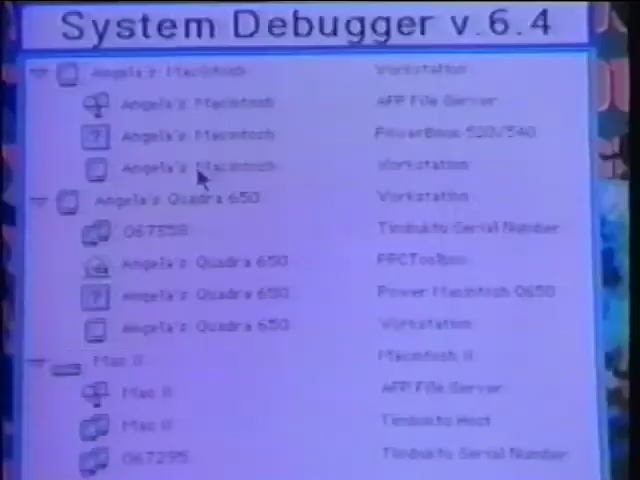 System Debugger v.6.4
Angela's Macintosh Workstation
Angela's Macintosh AFP File Server
Angela's Macintosh PowerBook 520/540
Angela's Macintosh Workstation
Angela's Quadra 650 Workstation
067558 Timbuktu Serial Number
Angela's Quadra 650 PPCToolbox
Angela's Quadra 650 Power Macintosh Q650
Angela's Quadra 650 Workstation
Mac II Macintosh II
Mac II AFP File Server
Mac II Timbuktu Host
067295 Timbuktu Serial Number